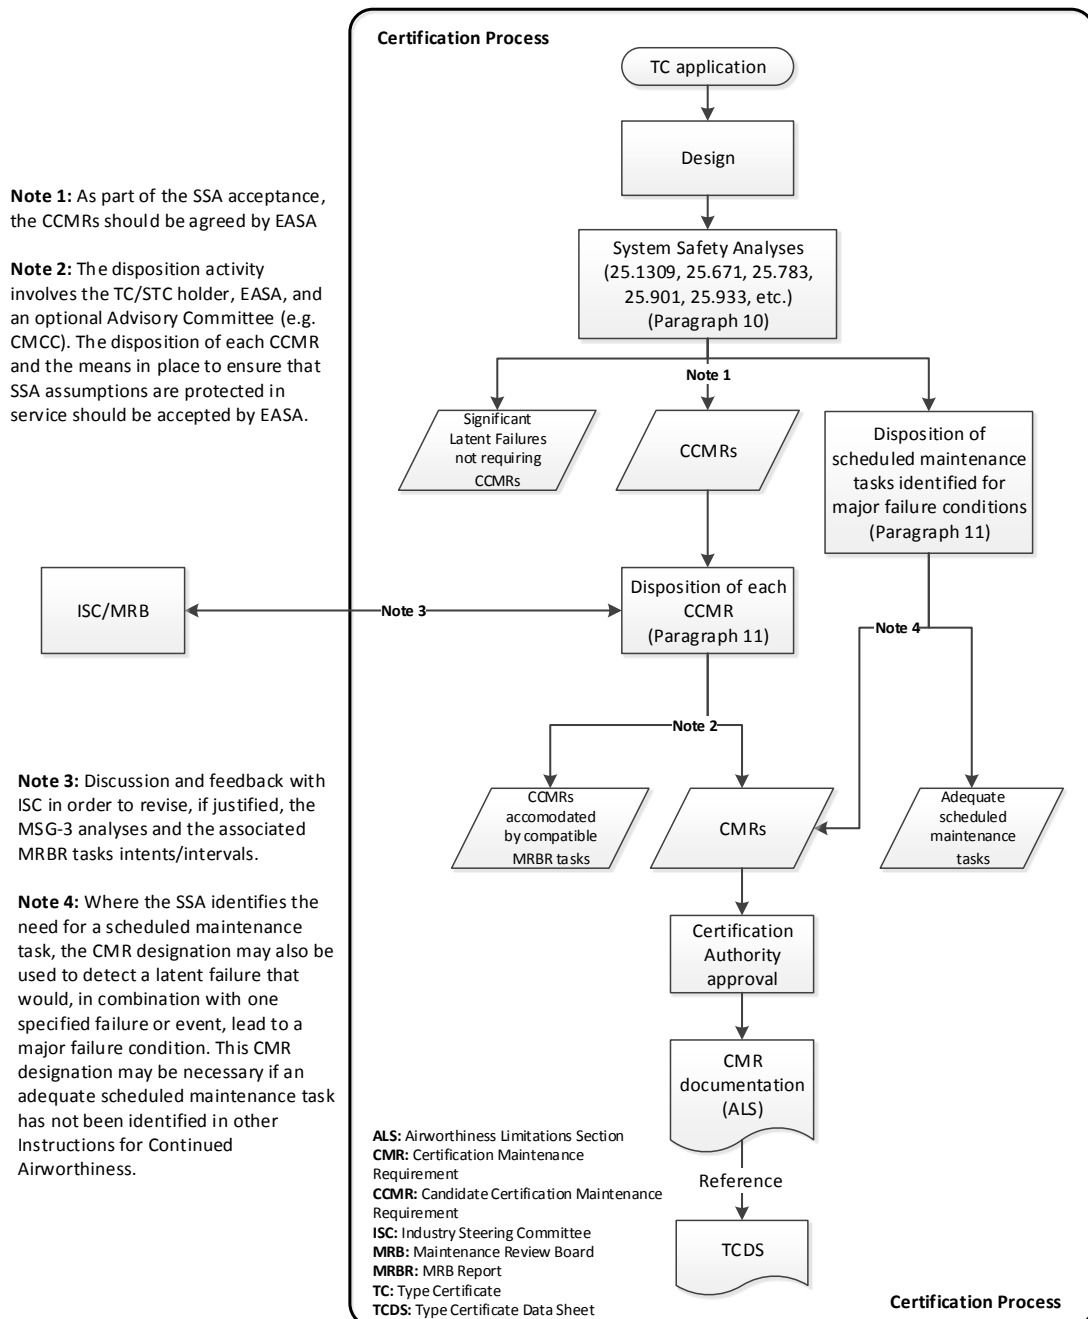 Certification Process
TC application
Design
System Safety Analyses
(25.1309, 25.671, 25.783,
25.901, 25.933, etc.)
(Paragraph 10)
Note 1: As part of the SSA acceptance,
the CCMRs should be agreed by EASA
Note 2: The disposition activity
involves the TC/STC holder, EASA, and
an optional Advisory Committee (e.g.
CMCC). The disposition of each CCMR
and the means in place to ensure that
SSA assumptions are protected in
service should be accepted by EASA.
Note 1
Significant
Latent Failures
not requiring
CCMRs
CCMRs
Disposition of
scheduled maintenance
tasks identified for
major failure conditions
(Paragraph 11)
ISC/MRB
Note 3
Disposition of each
CCMR
(Paragraph 11)
Note 4
Note 2
Note 3: Discussion and feedback with
ISC in order to revise, if justified, the
MSG-3 analyses and the associated
MRBR tasks intents/intervals.
CCMRs
accomodated
by compatible
MRBR tasks
CMRs
Adequate
scheduled
maintenance
tasks
Note 4: Where the SSA identifies the
need for a scheduled maintenance
task, the CMR designation may also be
used to detect a latent failure that
would, in combination with one
specified failure or event, lead to a
major failure condition. This CMR
designation may be necessary if an
adequate scheduled maintenance task
has not been identified in other
Instructions for Continued
Airworthiness.
Certification
Authority
approval
CMR
documentation
(ALS)
Reference
TCDS
ALS: Airworthiness Limitations Section
CMR: Certification Maintenance
Requirement
CCMR: Candidate Certification Maintenance
Requirement
ISC: Industry Steering Committee
MRB: Maintenance Review Board
MRBR: MRB Report
TC: Type Certificate
TCDS: Type Certificate Data Sheet
Certification Process